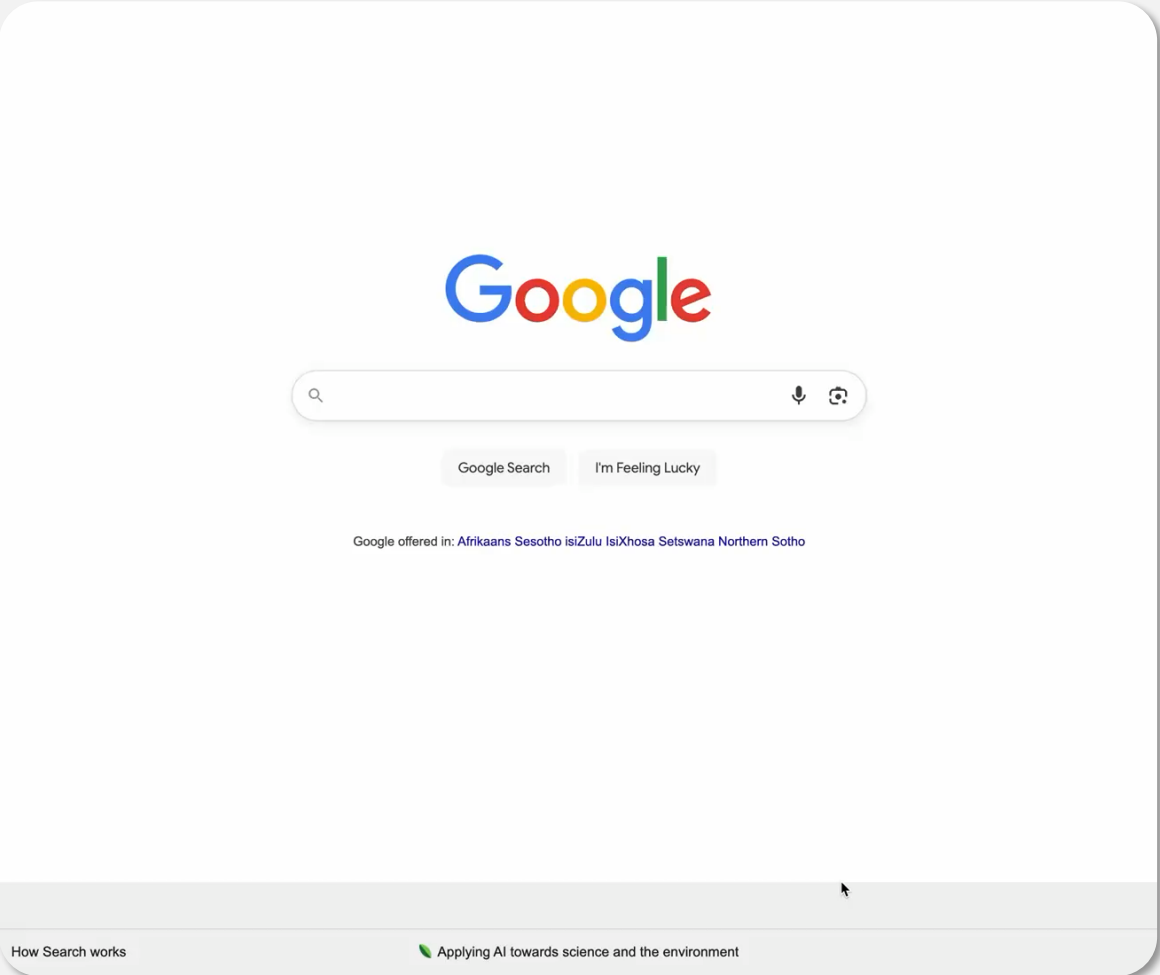 Google
Google Search
I'm Feeling Lucky
Google offered in: Afrikaans Sesotho isiZulu IsiXhosa Setswana Northern Sotho
How Search works
Applying AI towards science and the environment